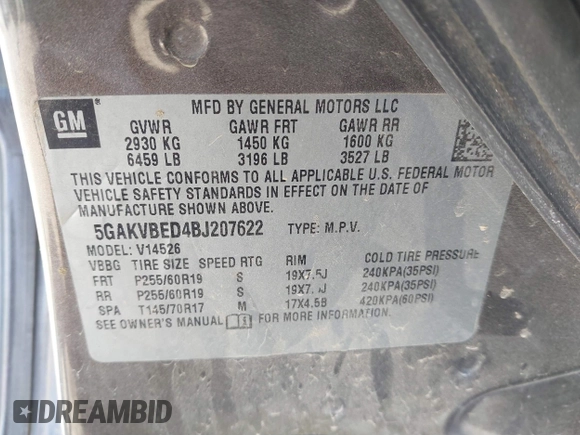 GM
MFD BY GENERAL MOTORS LLC
GVWR GAWR FRT GAWR RR
2930 KG 1450 KG 1600 KG
6459 LB 3196 LB 3527 LB
THIS VEHICLE CONFORMS TO ALL APPLICABLE U.S. FEDERAL MOTOR
VEHICLE SAFETY STANDARDS IN EFFECT ON THE DATE OF
MANUFACTURE SHOWN ABOVE.
5GAKVBED4BJ207622 TYPE: M.P.V.
MODEL: V14526
VBBG TIRE SIZE SPEED RTG RIM COLD TIRE PRESSURE
FRT P255/60R19 S 19X7.5J 240KPA(35PSI)
RR P255/60R19 S 19X7. J 240KPA(35PSI)
SPA T145/70R17 M 17X4.5B 420KPA(60PSI)
SEE OWNER'S MANUAL FOR MORE INFORMATION.
DREAMBID